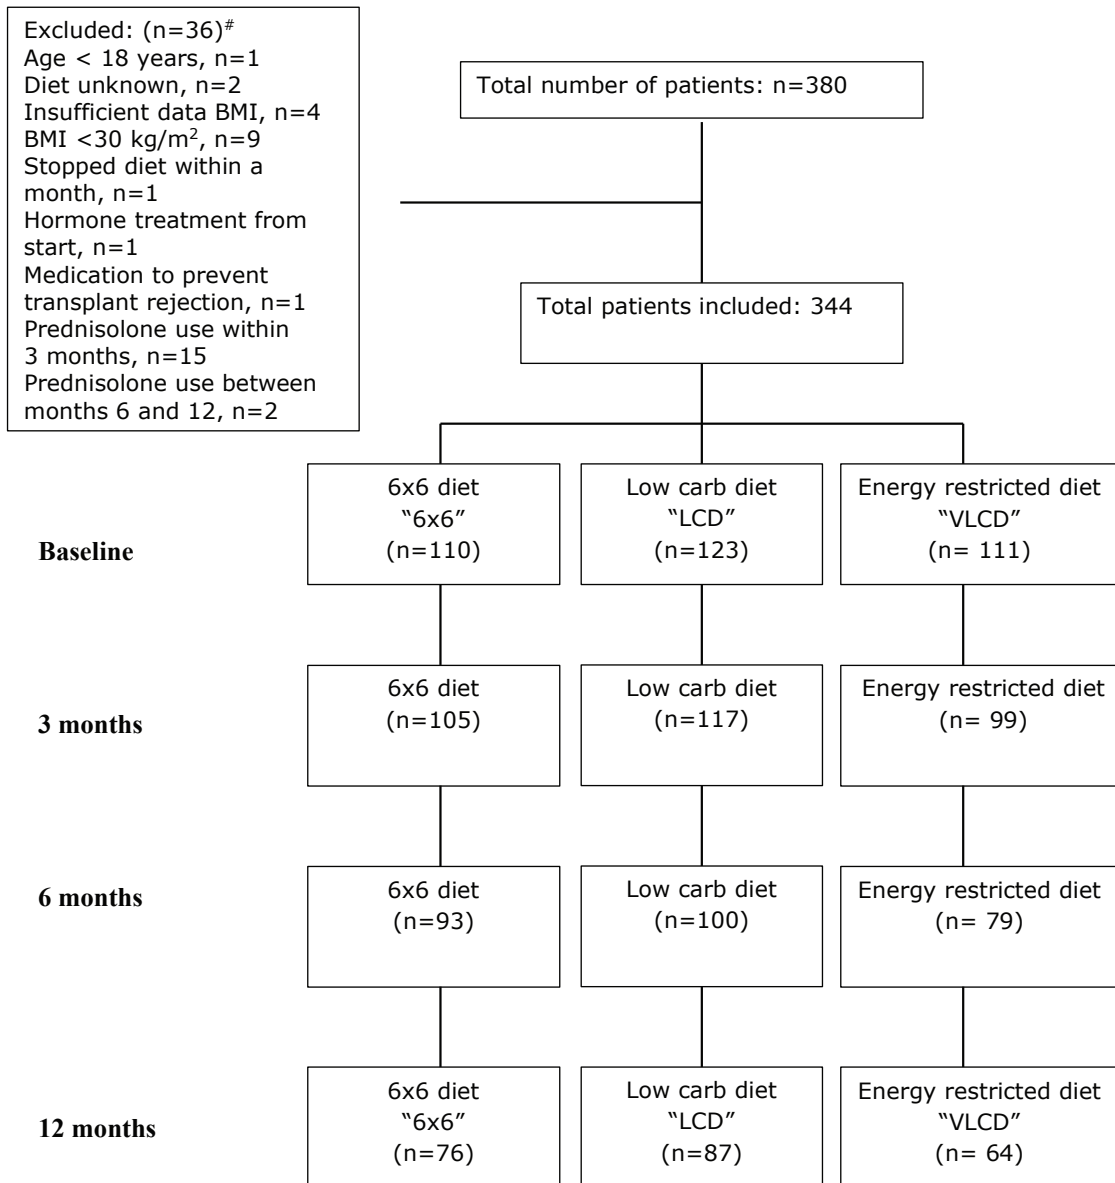 Excluded: (n=36)#
Age < 18 years, n=1
Diet unknown, n=2
Insufficient data BMI, n=4
BMI <30 kg/m², n=9
Stopped diet within a
month, n=1
Hormone treatment from
start, n=1
Medication to prevent
transplant rejection, n=1
Prednisolone use within
3 months, n=15
Prednisolone use between
months 6 and 12, n=2
Total number of patients: n=380
Total patients included: 344
Baseline
6x6 diet
“6x6”
(n=110)
Low carb diet
“LCD”
(n=123)
Energy restricted diet
“VLCD”
(n= 111)
3 months
6x6 diet
(n=105)
Low carb diet
(n=117)
Energy restricted diet
(n= 99)
6 months
6x6 diet
(n=93)
Low carb diet
(n=100)
Energy restricted diet
(n= 79)
12 months
6x6 diet
“6x6”
(n=76)
Low carb diet
“LCD”
(n=87)
Energy restricted diet
“VLCD”
(n= 64)